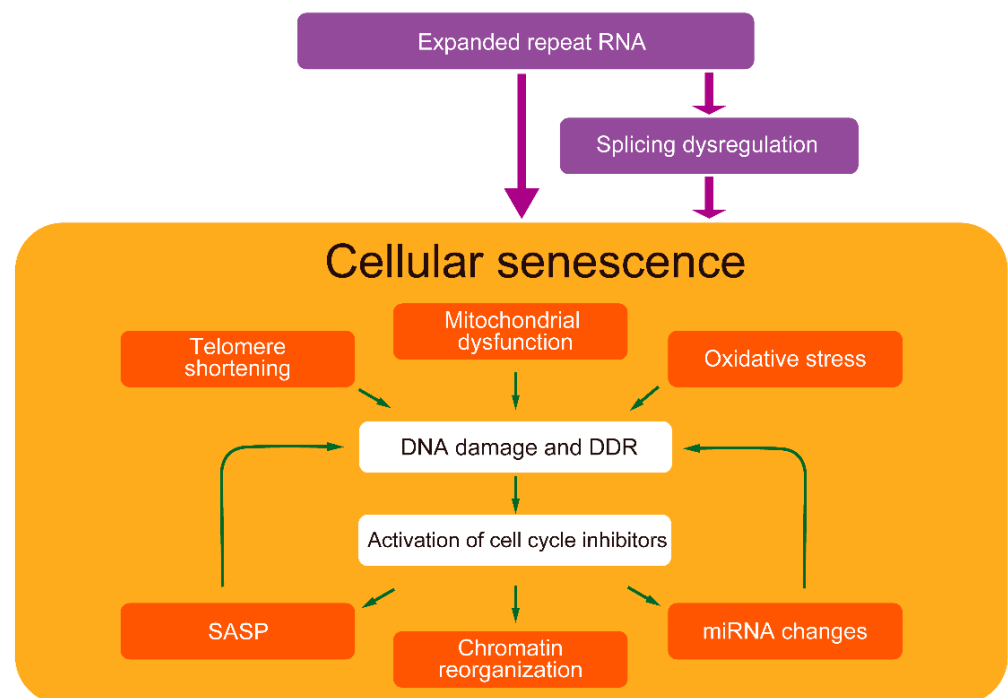 Expanded repeat RNA
Splicing dysregulation
Cellular senescence
Telomere
shortening
Mitochondrial
dysfunction
Oxidative stress
DNA damage and DDR
Activation of cell cycle inhibitors
SASP
Chromatin
reorganization
miRNA changes